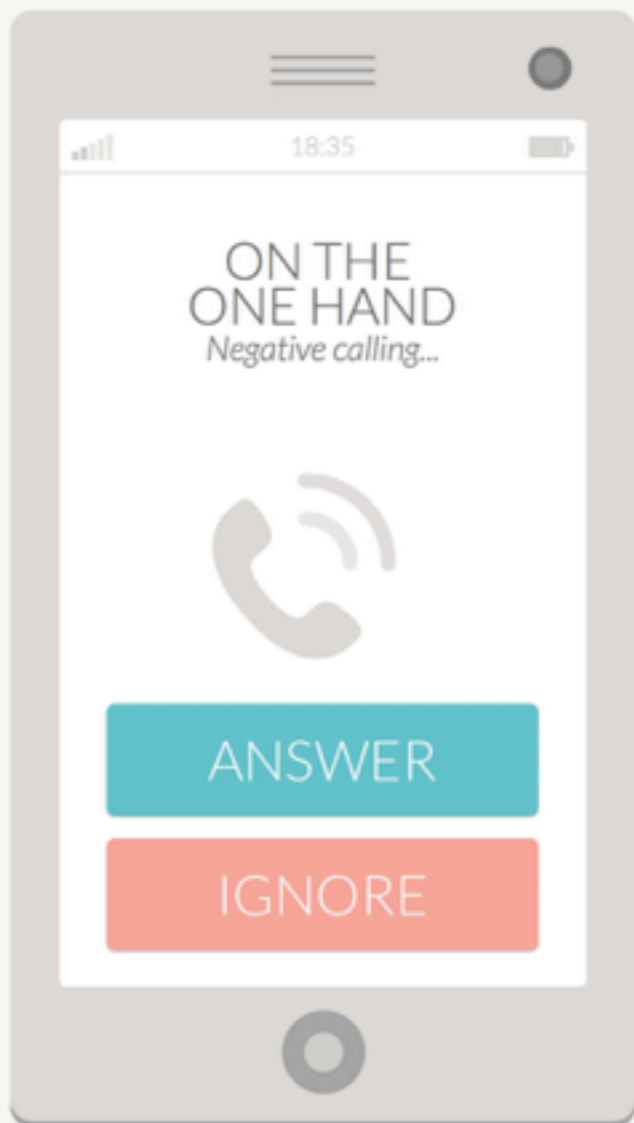 18:35
ON THE
ONE HAND
Negative calling...
ANSWER
IGNORE